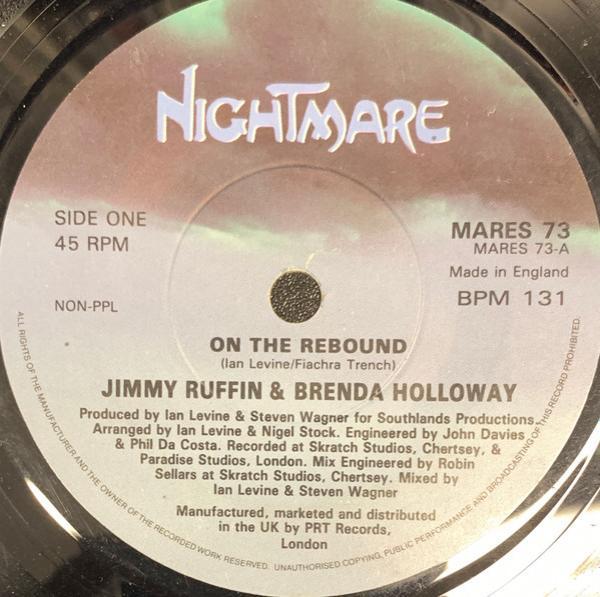 NIGHTMARE
SIDE ONE
45 RPM
MARES 73
MARES 73-A
Made in England
NON-PPL
BPM 131
ON THE REBOUND
(Ian Levine/Fiachra Trench)
JIMMY RUFFIN & BRENDA HOLLOWAY
Produced by Ian Levine & Steven Wagner for Southlands Productions.
Arranged by Ian Levine & Nigel Stock. Engineered by John Davies
& Phil Da Costa. Recorded at Skratch Studios, Chertsey, &
Paradise Studios, London. Mix Engineered by Robin
Sellars at Skratch Studios, Chertsey. Mixed by
Ian Levine & Steven Wagner
Manufactured, marketed and distributed
in the UK by PRT Records,
London
ALL RIGHTS OF THE MANUFACTURER AND THE OWNER OF THE RECORDED WORK RESERVED. UNAUTHORISED COPYING, PUBLIC PERFORMANCE AND BROADCASTING OF THIS RECORD PROHIBITED.